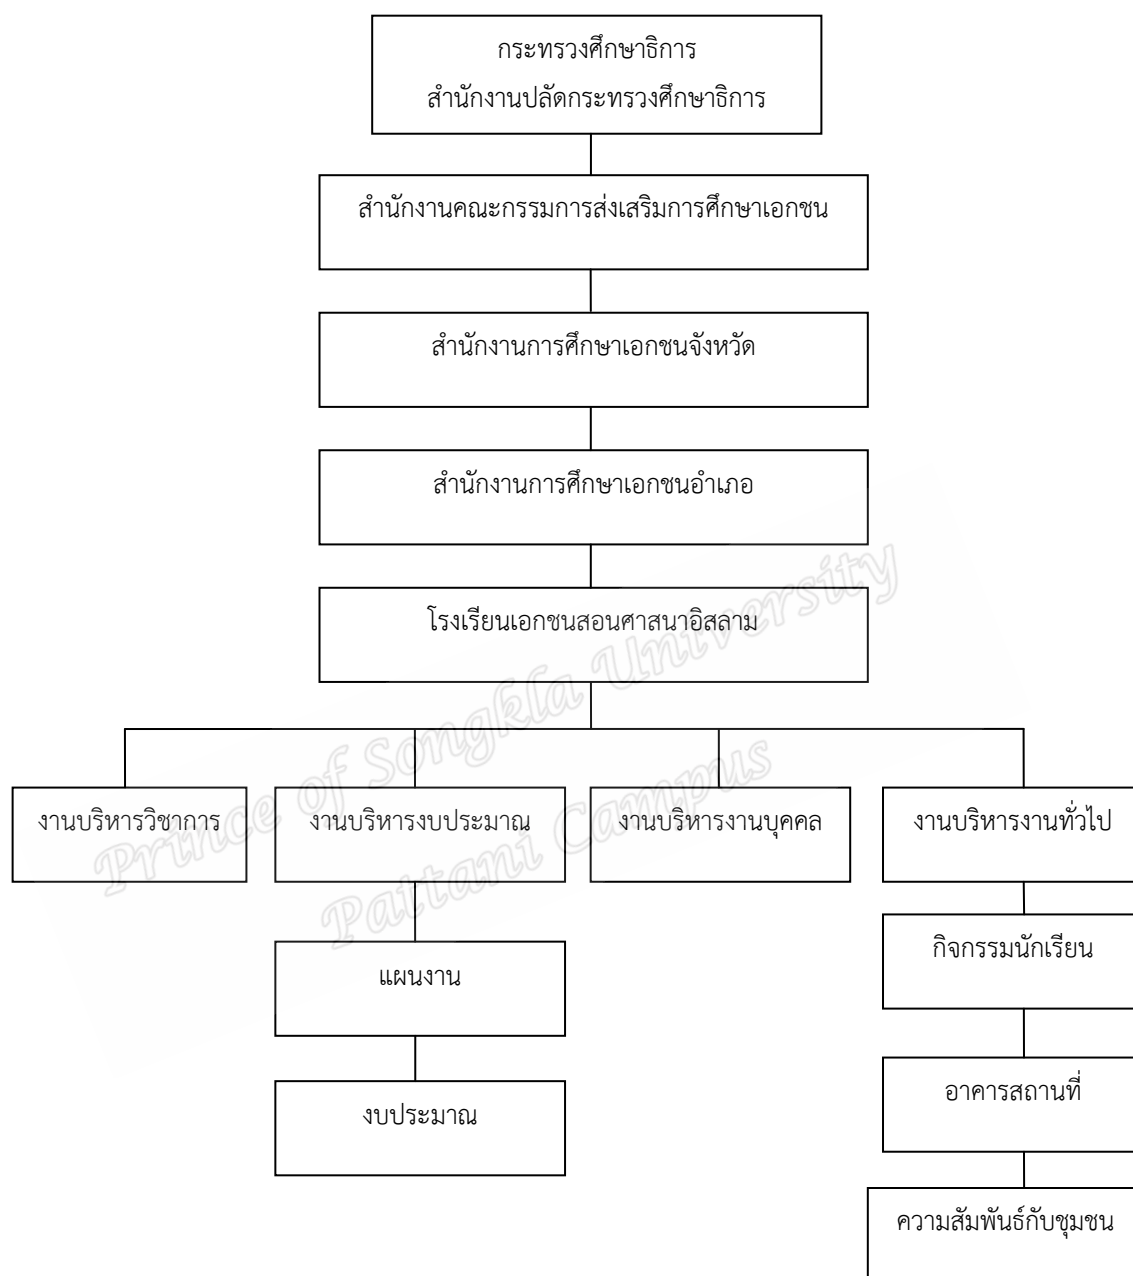 กระทรวงศึกษาธิการ
สำนักงานปลัดกระทรวงศึกษาธิการ
สำนักงานคณะกรรมการส่งเสริมการศึกษาเอกชน
สำนักงานการศึกษาเอกชนจังหวัด
สำนักงานการศึกษาเอกชนอำเภอ
โรงเรียนเอกชนสอนศาสนาอิสลาม
งานบริหารวิชาการ
งานบริหารงบประมาณ
งานบริหารงานบุคคล
งานบริหารงานทั่วไป
แผนงาน
งบประมาณ
กิจกรรมนักเรียน
อาคารสถานที่
ความสัมพันธ์กับชุมชน
Prince of Songkla University
Pattani Campus